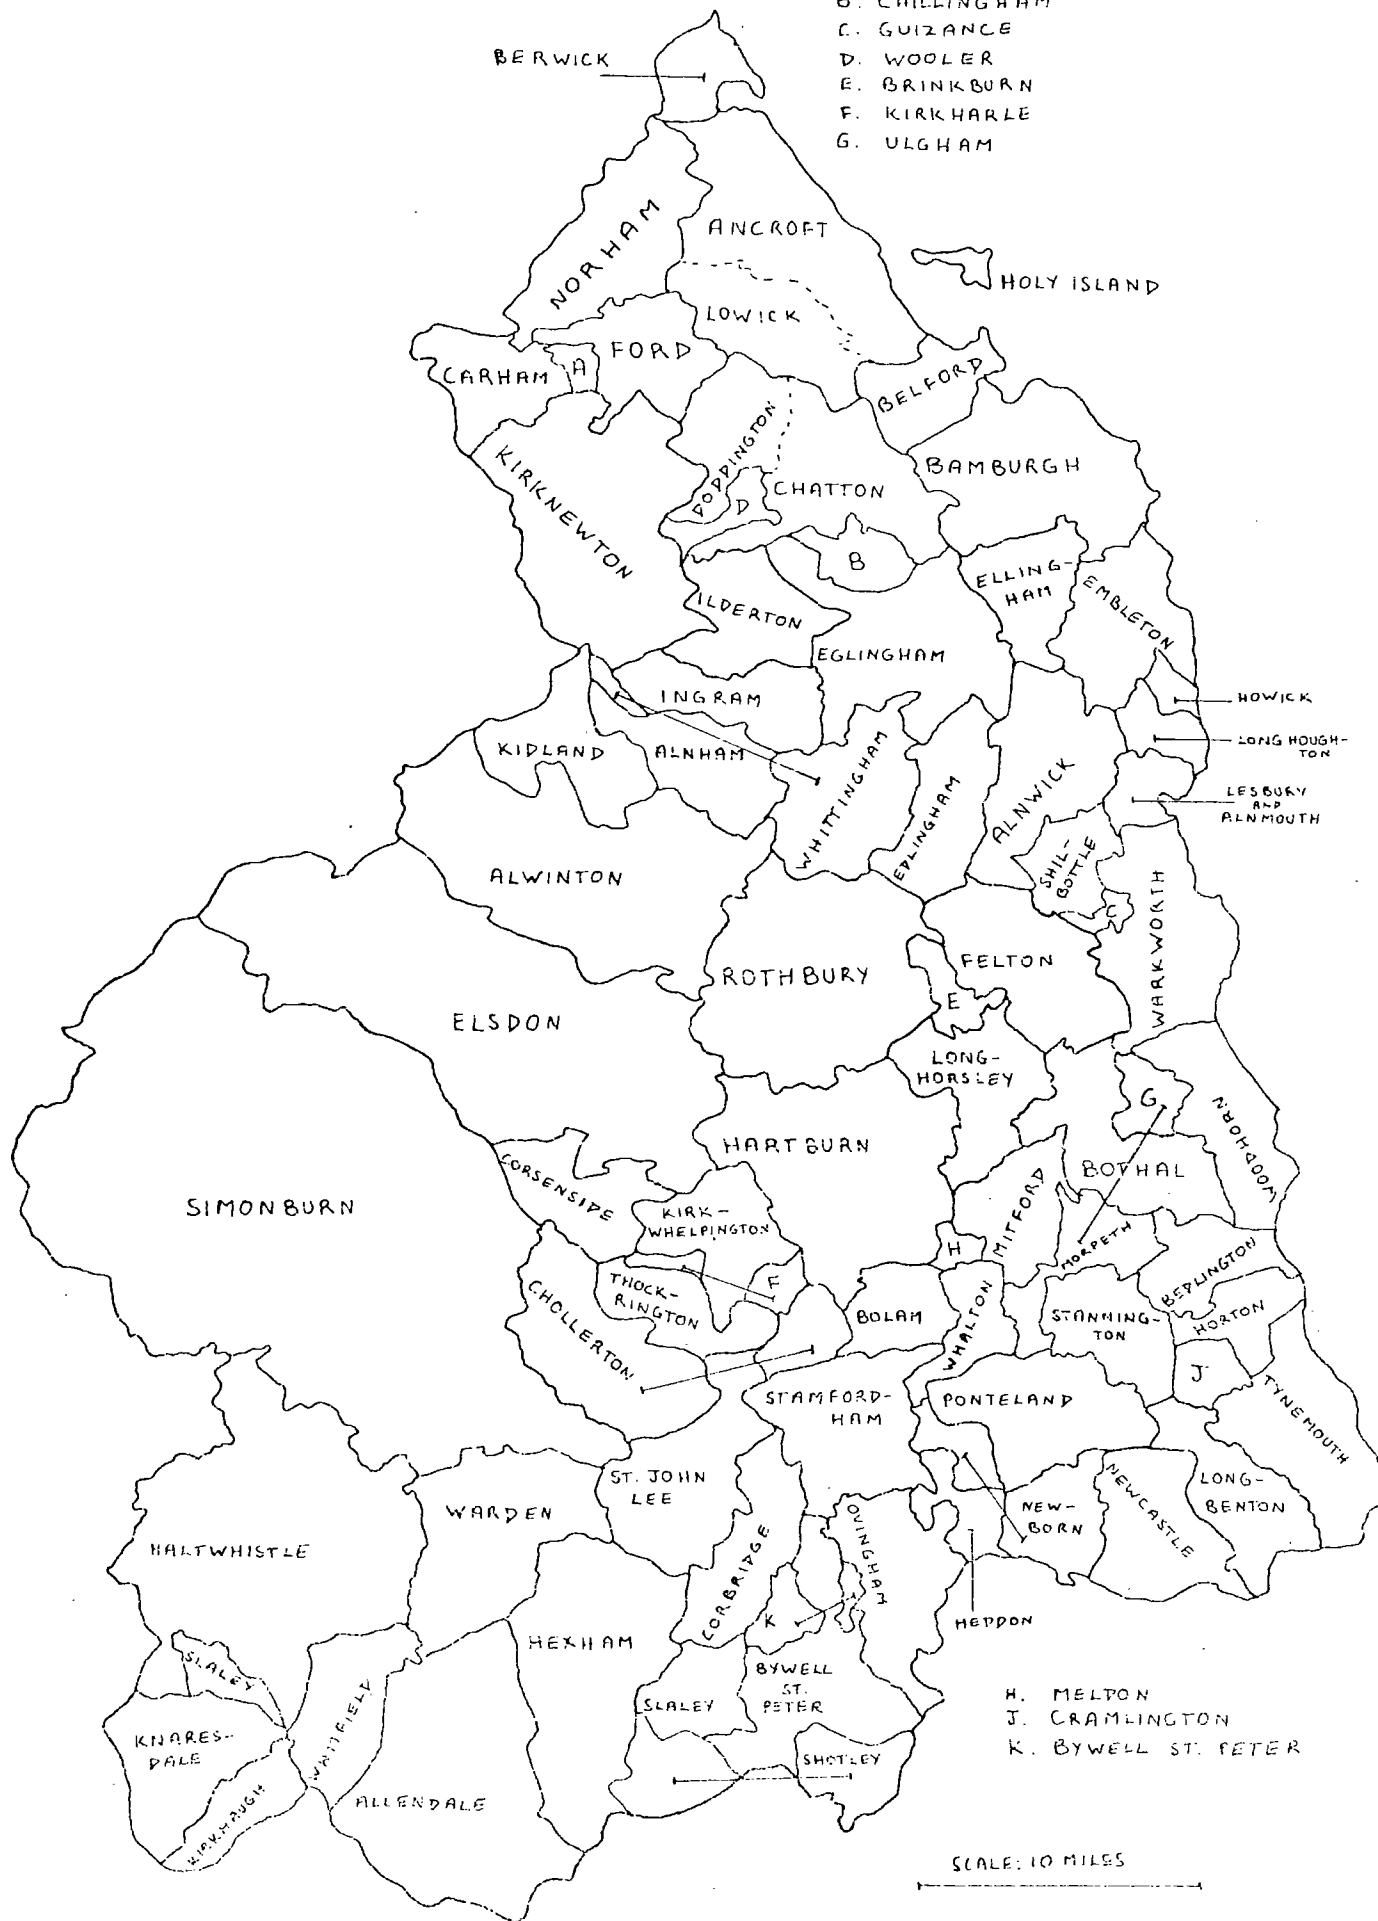 B. CHILLINGHAM
C. GUIZANCE
D. WOOLER
E. BRINKBURN
F. KIRKHARLE
G. ULGHAM
BERWICK
NORHAM
ANCROFT
HOLY ISLAND
LOWICK
FORD
CARHAM
A
BELFORD
KIRKNEWTON
DODDINGTON
D
CHATTON
BAMBURGH
B
ELLING-
HAM
EMBLETON
ILDERTON
EGLINGHAM
INGRAM
HOWICK
KIDLAND
ALNHAM
LONG HOUGH-
TON
WHITTINGHAM
EDLINGHAM
ALNWICK
LESBURY
AND
ALNMOUTH
SHIL-
BOTTLE
C
ALWINTON
WARKWORTH
ROTHBURY
FELTON
E
ELSDON
LONG-
HORSLEY
G
WOODHORN
HARTBURN
BOTHAL
CORSENSIDE
MITFORD
SIMONBURN
KIRK-
WHELPINGTON
MORPETH
H
BEDLINGTON
THOCK-
RINGTON
F
CHOLLERTON
BOLAM
WHALTON
STANNING-
TON
HORTON
J
STAMFORD-
HAM
PONTELAND
TYNEMOUTH
ST. JOHN
LEE
WARDEN
NEW-
BORN
NEWCASTLE
LONG-
BENTON
HALTWHISTLE
CORBRIDGE
OVINGHAM
K
HEDDON
HEXHAM
SLALEY
BYWELL
ST.
PETER
SLALEY
KNARES-
DALE
WHITFIELD
SHOTLEY
KIRKHAUGH
ALLENDALE
H. MELDON
J. CRAMLINGTON
K. BYWELL ST. PETER
SCALE: 10 MILES